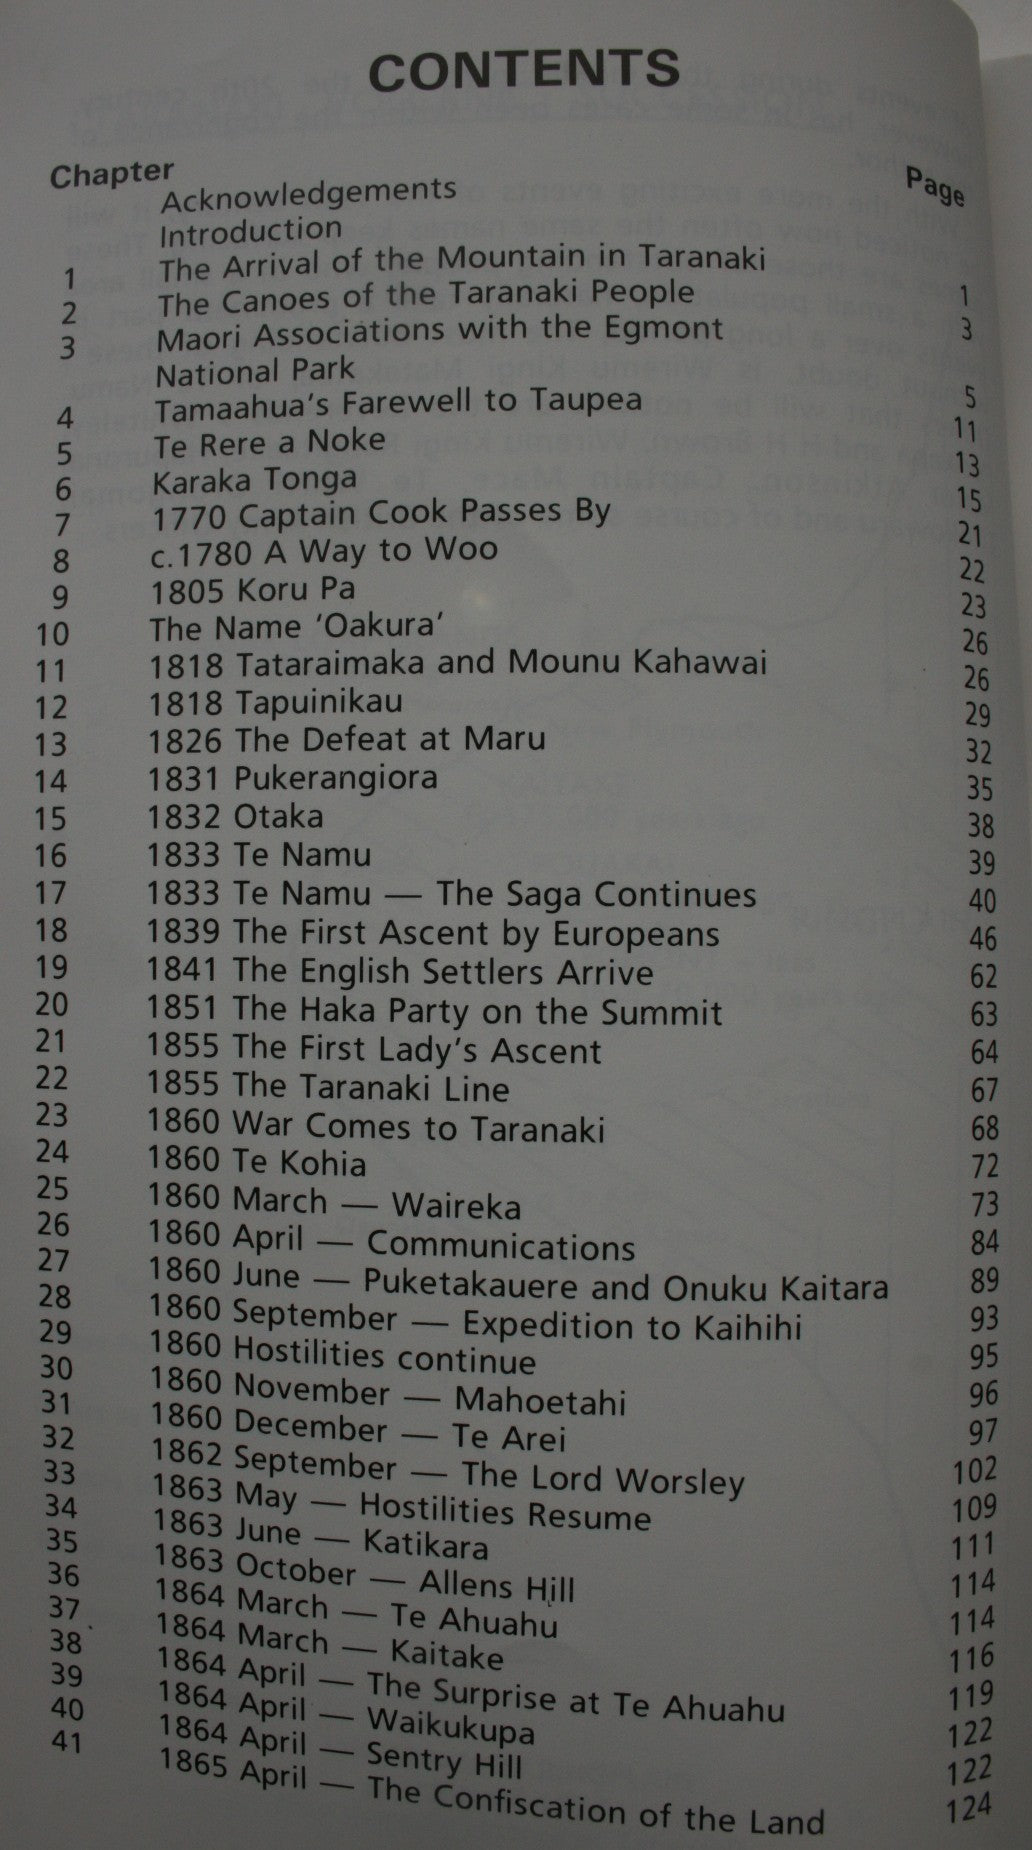 CONTENTS
Chapter Page
Acknowledgements
Introduction
1 The Arrival of the Mountain in Taranaki 1
2 The Canoes of the Taranaki People 3
3 Maori Associations with the Egmont
National Park 5
4 Tamaahua's Farewell to Taupea 11
5 Te Rere a Noke 13
6 Karaka Tonga 15
7 1770 Captain Cook Passes By 21
8 c.1780 A Way to Woo 22
9 1805 Koru Pa 23
10 The Name 'Oakura' 26
11 1818 Tataraimaka and Mounu Kahawai 26
12 1818 Tapuinikau 29
13 1826 The Defeat at Maru 32
14 1831 Pukerangiora 35
15 1832 Otaka 38
16 1833 Te Namu 39
17 1833 Te Namu — The Saga Continues 40
18 1839 The First Ascent by Europeans 46
19 1841 The English Settlers Arrive 62
20 1851 The Haka Party on the Summit 63
21 1855 The First Lady's Ascent 64
22 1855 The Taranaki Line 67
23 1860 War Comes to Taranaki 68
24 1860 Te Kohia 72
25 1860 March — Waireka 73
26 1860 April — Communications 84
27 1860 June — Puketakauere and Onuku Kaitara 89
28 1860 September — Expedition to Kaihihi 93
29 1860 Hostilities continue 95
30 1860 November — Mahoetahi 96
31 1860 December — Te Arei 97
32 1862 September — The Lord Worsley 102
33 1863 May — Hostilities Resume 109
34 1863 June — Katikara 111
35 1863 October — Allens Hill 114
36 1864 March — Te Ahuahu 114
37 1864 March — Kaitake 116
38 1864 April — The Surprise at Te Ahuahu 119
39 1864 April — Waikukupa 122
40 1864 April — Sentry Hill 122
41 1865 April — The Confiscation of the Land 124